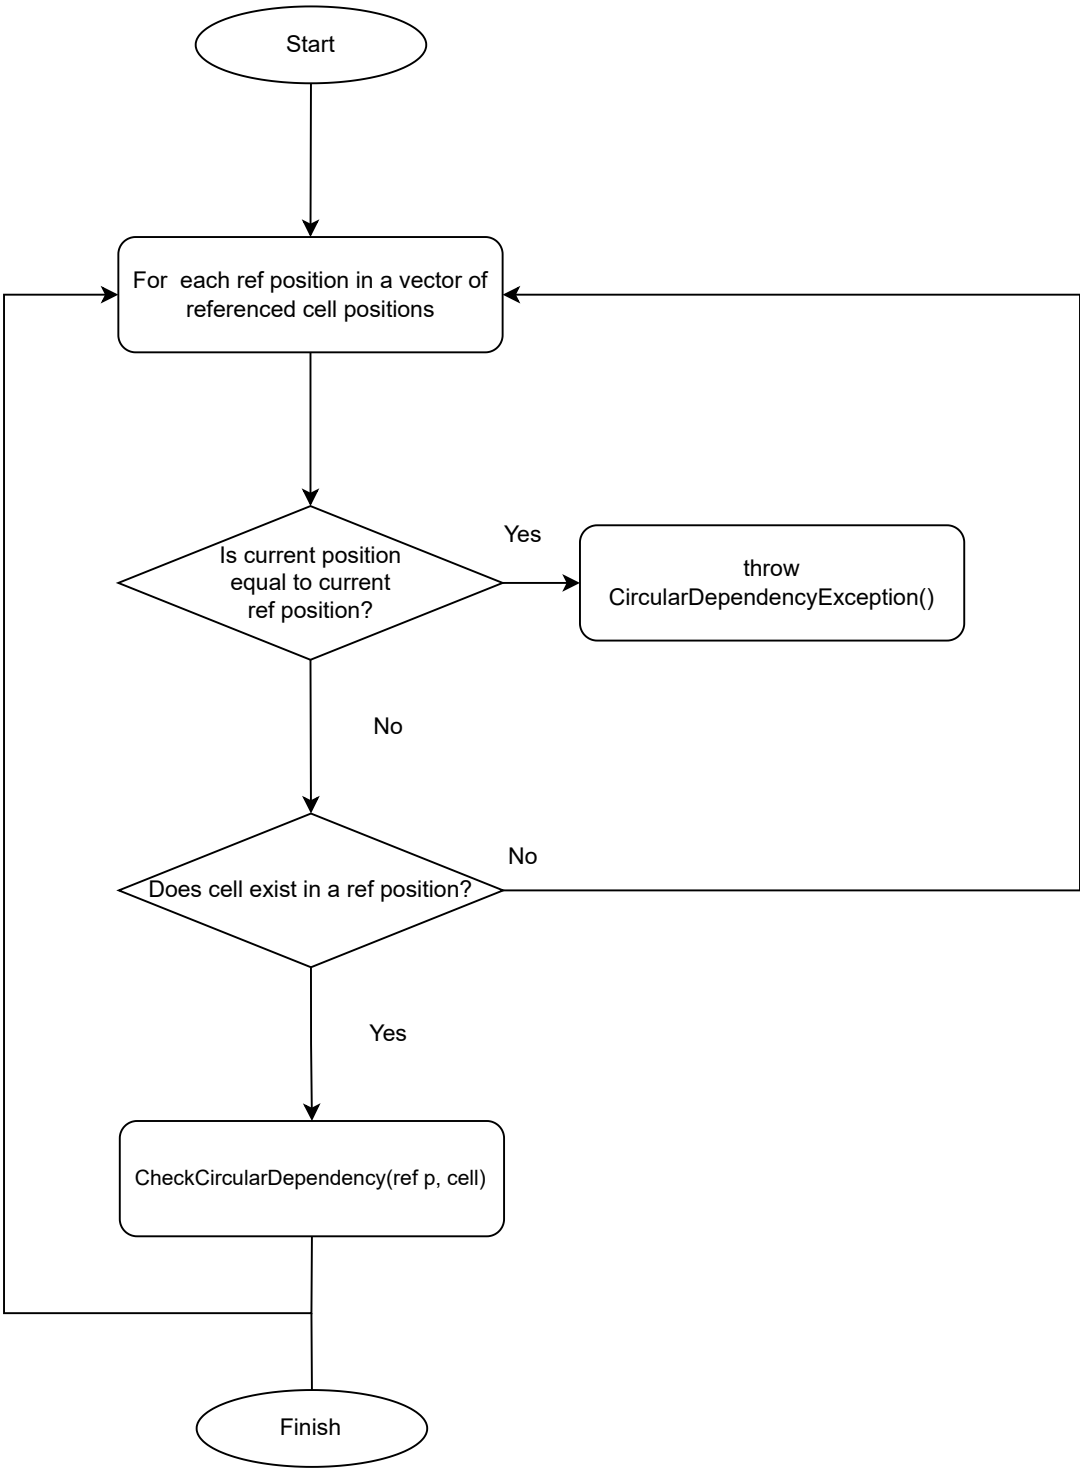 Start
For  each ref position in a vector of
referenced cell positions
Is current position
equal to current
ref position?
Yes
throw
CircularDependencyException()
No
Does cell exist in a ref position?
No
Yes
CheckCircularDependency(ref p, cell)
Finish